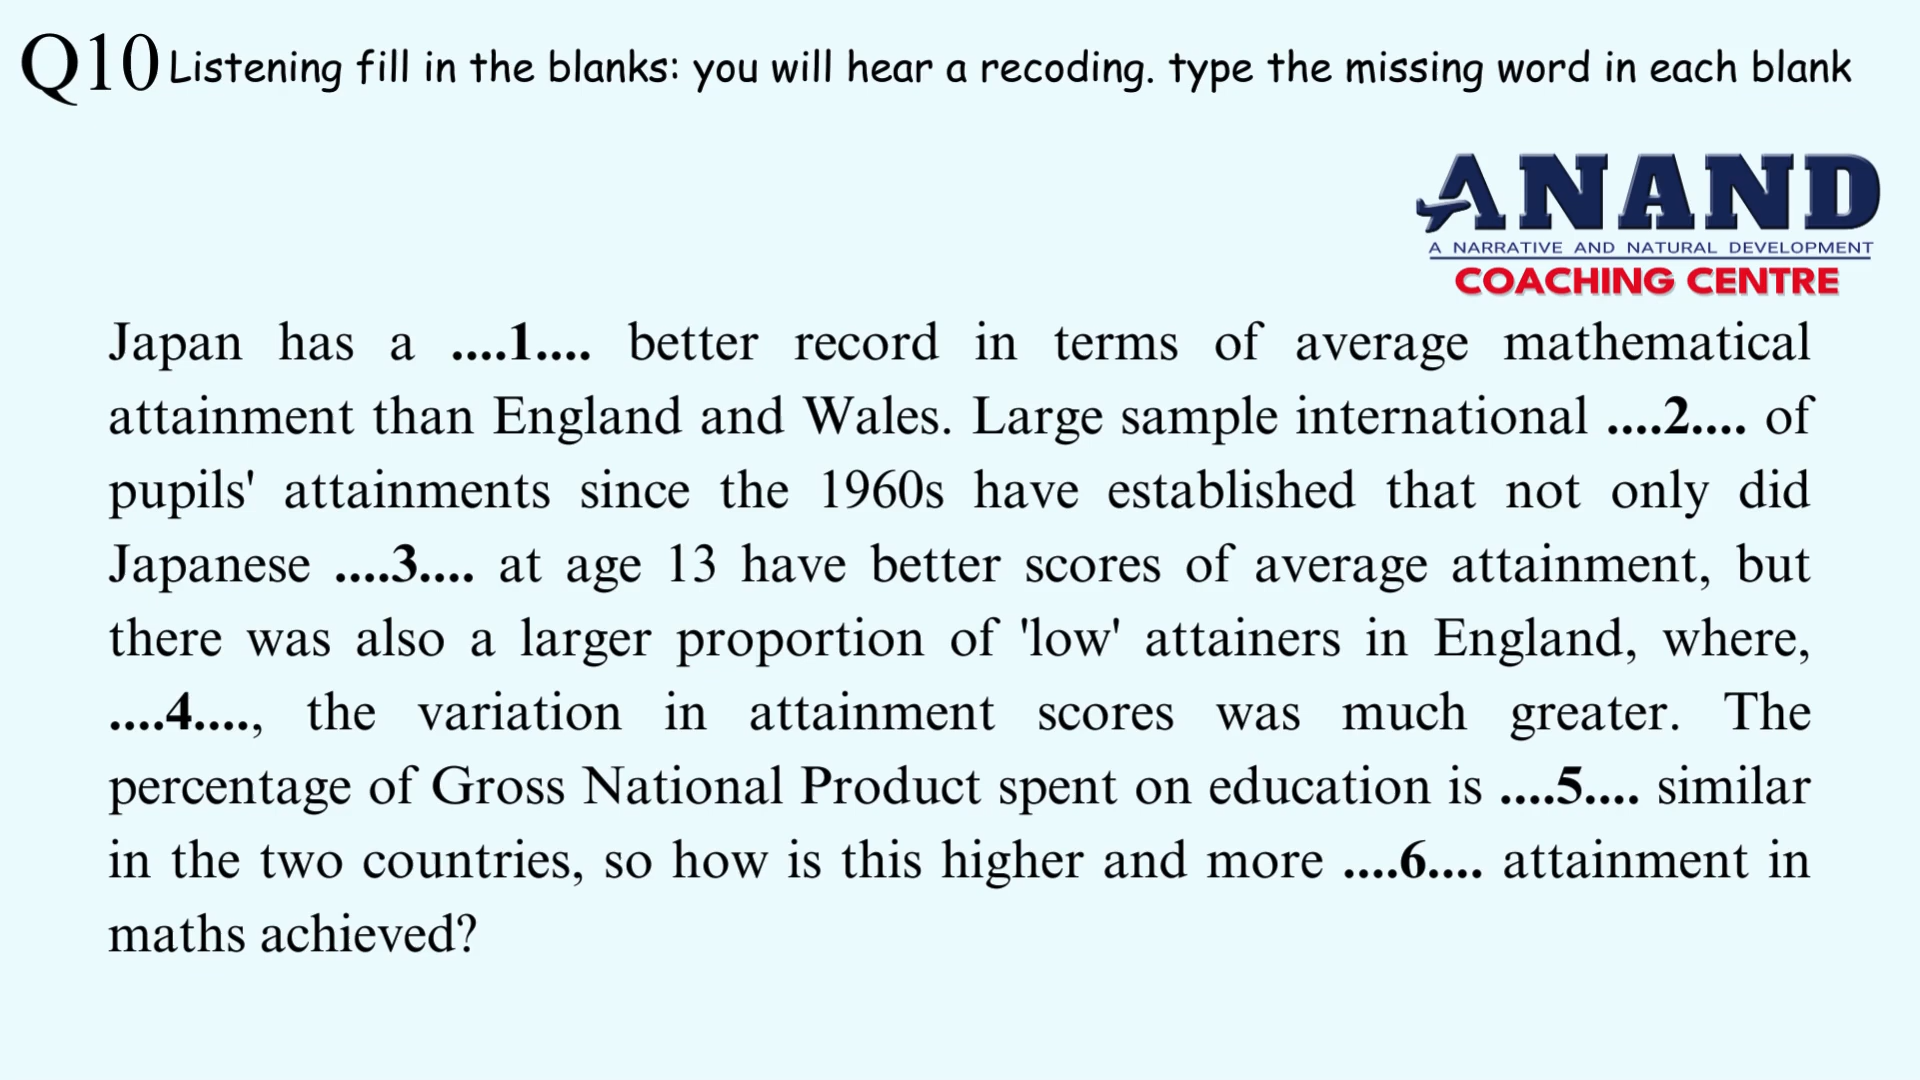 Q10 Listening fill in the blanks: you will hear a recoding. type the missing word in each blank
ANAND
A NARRATIVE AND NATURAL DEVELOPMENT
COACHING CENTRE
Japan has a ....1.... better record in terms of average mathematical
attainment than England and Wales. Large sample international ....2.... of
pupils' attainments since the 1960s have established that not only did
Japanese ....3.... at age 13 have better scores of average attainment, but
there was also a larger proportion of 'low' attainers in England, where,
....4...., the variation in attainment scores was much greater. The
percentage of Gross National Product spent on education is ....5.... similar
in the two countries, so how is this higher and more ....6.... attainment in
maths achieved?